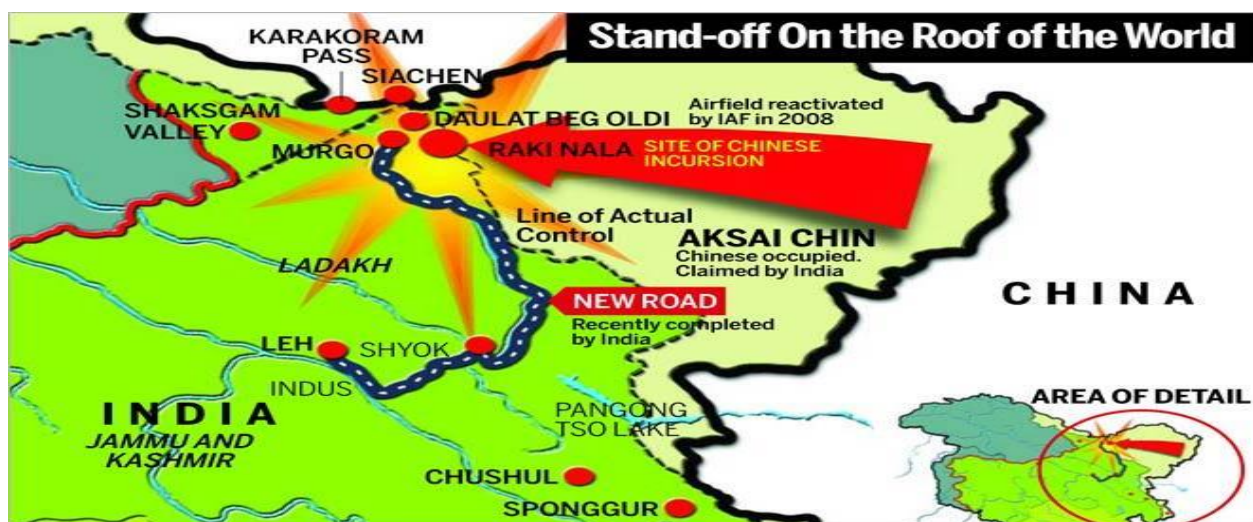 Stand-off On the Roof of the World
KARAKORAM
PASS
SIACHEN
SHAKSGAM
VALLEY
DAULAT BEG OLDI
Airfield reactivated
by IAF in 2008
MURGO
RAKI NALA
SITE OF CHINESE
INCURSION
Line of Actual
Control
AKSAI CHIN
Chinese occupied.
Claimed by India
LADAKH
NEW ROAD
Recently completed
by India
CHINA
LEH
SHYOK
INDUS
INDIA
JAMMU AND
KASHMIR
PANGONG
TSO LAKE
AREA OF DETAIL
CHUSHUL
SPONGGUR